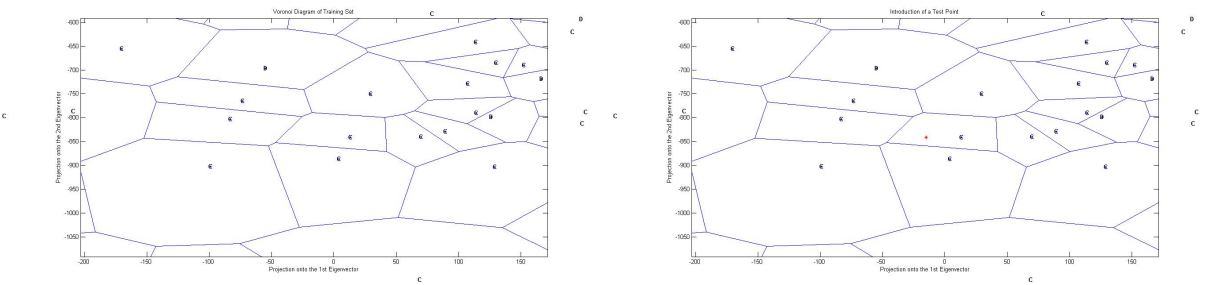 Voronoi Diagram of Training Set
C
D
C
-600
-650
-700
-750
-800
-850
-900
-950
-1000
-1050
Projection onto the 2nd Eigenvector
C
C
C
C
D
D
D
-200
-150
-100
-50
0
50
100
150
Projection onto the 1st Eigenvector
C
Introduction of a Test Point
C
D
C
-600
-650
-700
-750
-800
-850
-900
-950
-1000
-1050
Projection onto the 2nd Eigenvector
C
C
C
C
D
D
D
-200
-150
-100
-50
0
50
100
150
Projection onto the 1st Eigenvector
C